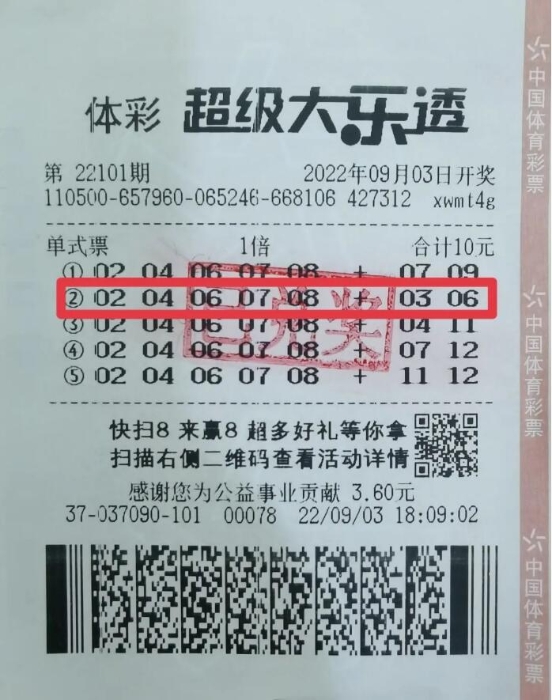 体彩 超级大乐透
第 22101期 2022年09月03日开奖
110500-657960-065246-668106 427312 xwmt4g
单式票 1倍 合计10元
① 02 04 06 07 08 + 07 09
② 02 04 06 07 08 + 03 06
③ 02 04 06 07 08 + 04 11
④ 02 04 06 07 08 + 07 12
⑤ 02 04 06 07 08 + 11 12
已兑奖
快扫8 来赢8 超多好礼等你拿
扫描右侧二维码查看活动详情
感谢您为公益事业贡献 3.60元
37-037090-101 00078 22/09/03 18:09:02
中国体育彩票
中国体育彩票
中国体育彩票